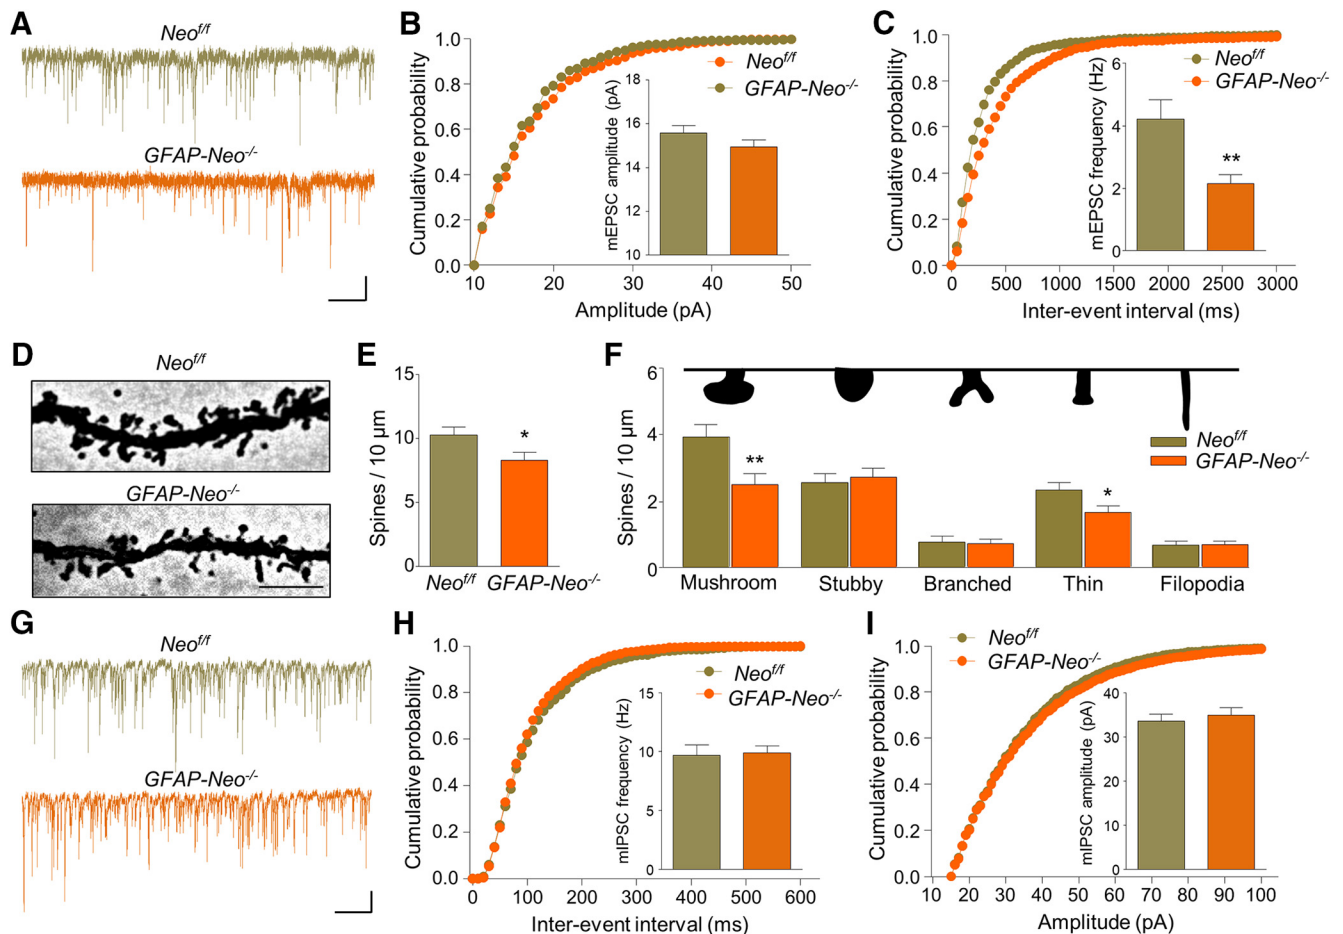 A
Neo^f/f
GFAP-Neo^-/-
B
Cumulative probability
1.0
0.8
0.6
0.4
0.2
0.0
10
20
30
40
50
Amplitude (pA)
Neo^f/f
GFAP-Neo^-/-
mEPSC amplitude (pA)
18
16
14
12
10
C
Cumulative probability
1.0
0.8
0.6
0.4
0.2
0.0
0
500
1000
1500
2000
2500
3000
Inter-event interval (ms)
Neo^f/f
GFAP-Neo^-/-
mEPSC frequency (Hz)
6
4
2
0
**
D
Neo^f/f
GFAP-Neo^-/-
E
Spines / 10 μm
15
10
5
0
*
Neo^f/f
GFAP-Neo^-/-
F
Spines / 10 μm
6
4
2
0
**
*
Neo^f/f
GFAP-Neo^-/-
Mushroom
Stubby
Branched
Thin
Filopodia
G
Neo^f/f
GFAP-Neo^-/-
H
Cumulative probability
1.0
0.8
0.6
0.4
0.2
0.0
0
100
200
300
400
500
600
Inter-event interval (ms)
Neo^f/f
GFAP-Neo^-/-
mIPSC frequency (Hz)
15
10
5
0
I
Cumulative probability
1.0
0.8
0.6
0.4
0.2
0.0
10
20
30
40
50
60
70
80
90
100
Amplitude (pA)
Neo^f/f
GFAP-Neo^-/-
mIPSC amplitude (pA)
40
30
20
10
0